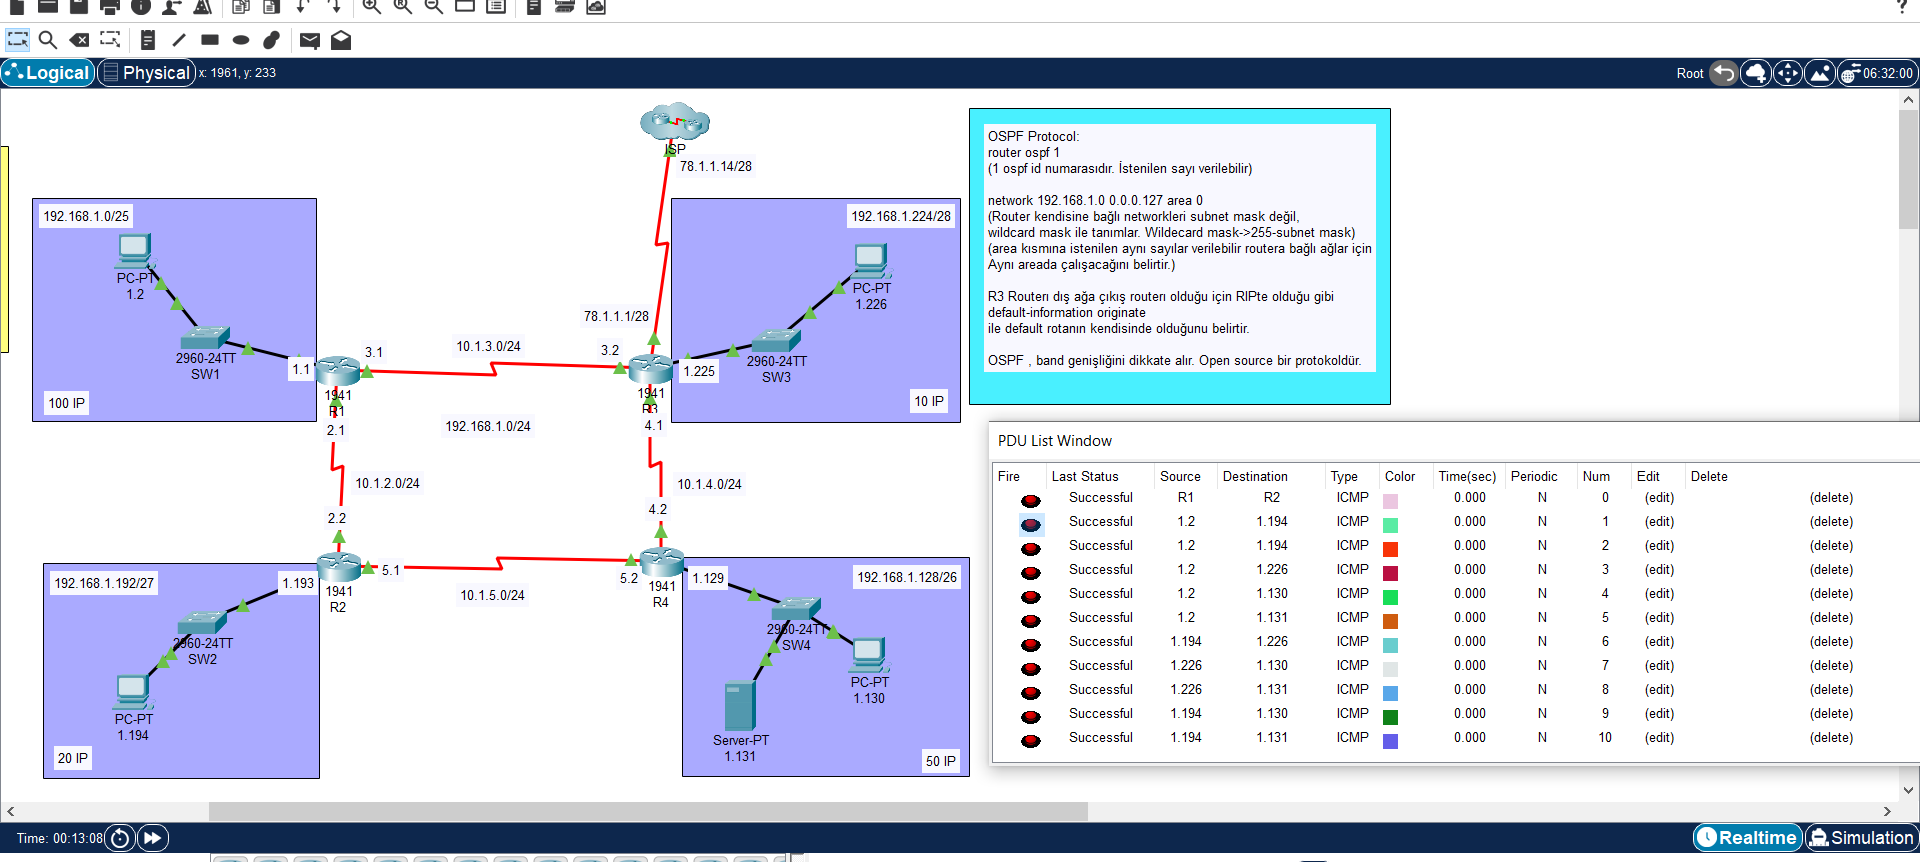 Logical
Physical
x: 1961, y: 233
Root
06:32:00
ISP
78.1.1.14/28
192.168.1.0/25
PC-PT
1.2
2960-24TT
SW1
1.1
100 IP
3.1
1941
R1
2.1
10.1.3.0/24
78.1.1.1/28
3.2
1941
R3
4.1
192.168.1.0/24
192.168.1.224/28
PC-PT
1.226
2960-24TT
SW3
1.225
10 IP
10.1.2.0/24
10.1.4.0/24
2.2
4.2
192.168.1.192/27
1.193
5.1
1941
R2
2960-24TT
SW2
PC-PT
1.194
20 IP
10.1.5.0/24
5.2
1941
R4
1.129
192.168.1.128/26
2960-24TT
SW4
PC-PT
1.130
Server-PT
1.131
50 IP
OSPF Protocol:
router ospf 1
(1 ospf id numarasıdır. İstenilen sayı verilebilir)
network 192.168.1.0 0.0.0.127 area 0
(Router kendisine bağlı networkleri subnet mask değil,
wildcard mask ile tanımlar. Wildecard mask->255-subnet mask)
(area kısmına istenilen aynı sayılar verilebilir routera bağlı ağlar için
Aynı areada çalışacağını belirtir.)
R3 Routerı dış ağa çıkış routerı olduğu için RIPte olduğu gibi
default-information originate
ile default rotanın kendisinde olduğunu belirtir.
OSPF , band genişliğini dikkate alır. Open source bir protokoldür.
PDU List Window
Fire Last Status Source Destination Type Color Time(sec) Periodic Num Edit Delete
Successful R1 R2 ICMP 0.000 N 0 (edit) (delete)
Successful 1.2 1.194 ICMP 0.000 N 1 (edit) (delete)
Successful 1.2 1.194 ICMP 0.000 N 2 (edit) (delete)
Successful 1.2 1.226 ICMP 0.000 N 3 (edit) (delete)
Successful 1.2 1.130 ICMP 0.000 N 4 (edit) (delete)
Successful 1.2 1.131 ICMP 0.000 N 5 (edit) (delete)
Successful 1.194 1.226 ICMP 0.000 N 6 (edit) (delete)
Successful 1.226 1.130 ICMP 0.000 N 7 (edit) (delete)
Successful 1.226 1.131 ICMP 0.000 N 8 (edit) (delete)
Successful 1.194 1.130 ICMP 0.000 N 9 (edit) (delete)
Successful 1.194 1.131 ICMP 0.000 N 10 (edit) (delete)
Time: 00:13:08
Realtime
Simulation